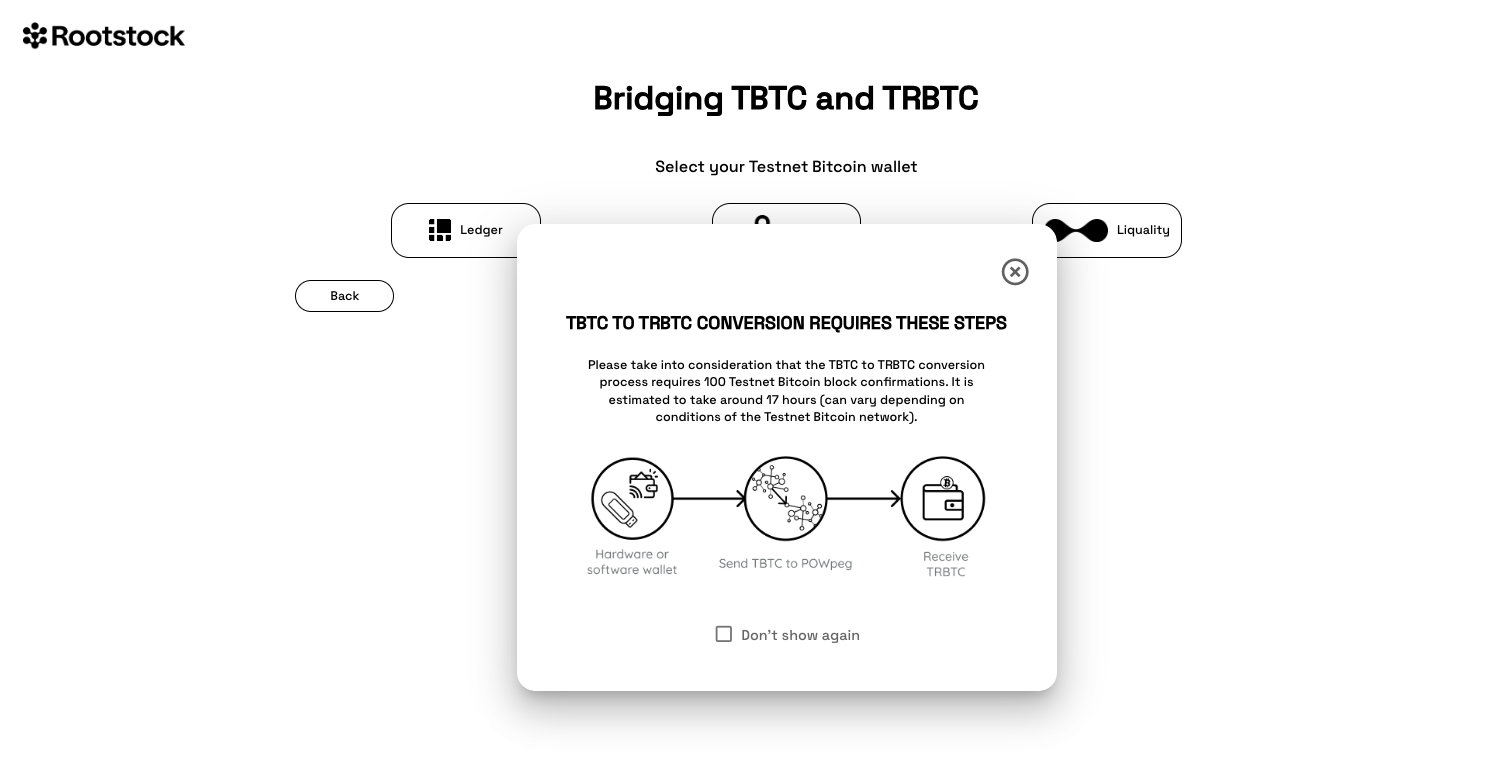 Rootstock
Bridging TBTC and TRBTC
Select your Testnet Bitcoin wallet
Ledger
Liquality
Back
TBTC TO TRBTC CONVERSION REQUIRES THESE STEPS
Please take into consideration that the TBTC to TRBTC conversion
process requires 100 Testnet Bitcoin block confirmations. It is
estimated to take around 17 hours (can vary depending on
conditions of the Testnet Bitcoin network).
Hardware or
software wallet
Send TBTC to POWpeg
Receive
TRBTC
Don't show again